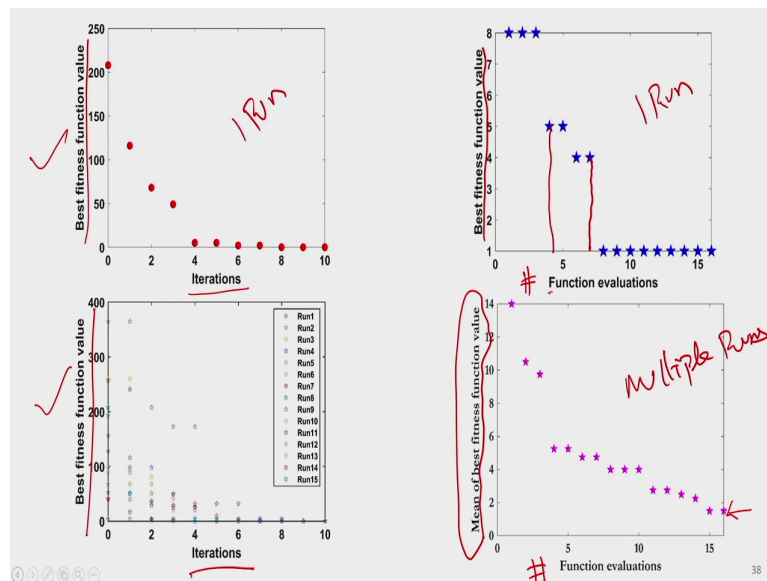 250
200
150
100
50
0
0
2
4
6
8
10
Best fitness function value
Iterations
1 Run
8
7
6
5
4
3
2
1
0
5
10
15
Best fitness function value
# Function evaluations
1 Run
400
300
200
100
0
0
2
4
6
8
10
Best fitness function value
Iterations
Run1
Run2
Run3
Run4
Run5
Run6
Run7
Run8
Run9
Run10
Run11
Run12
Run13
Run14
Run15
14
12
10
8
6
4
2
0
0
5
10
15
Mean of best fitness function value
# Function evaluations
Multiple Runs
38